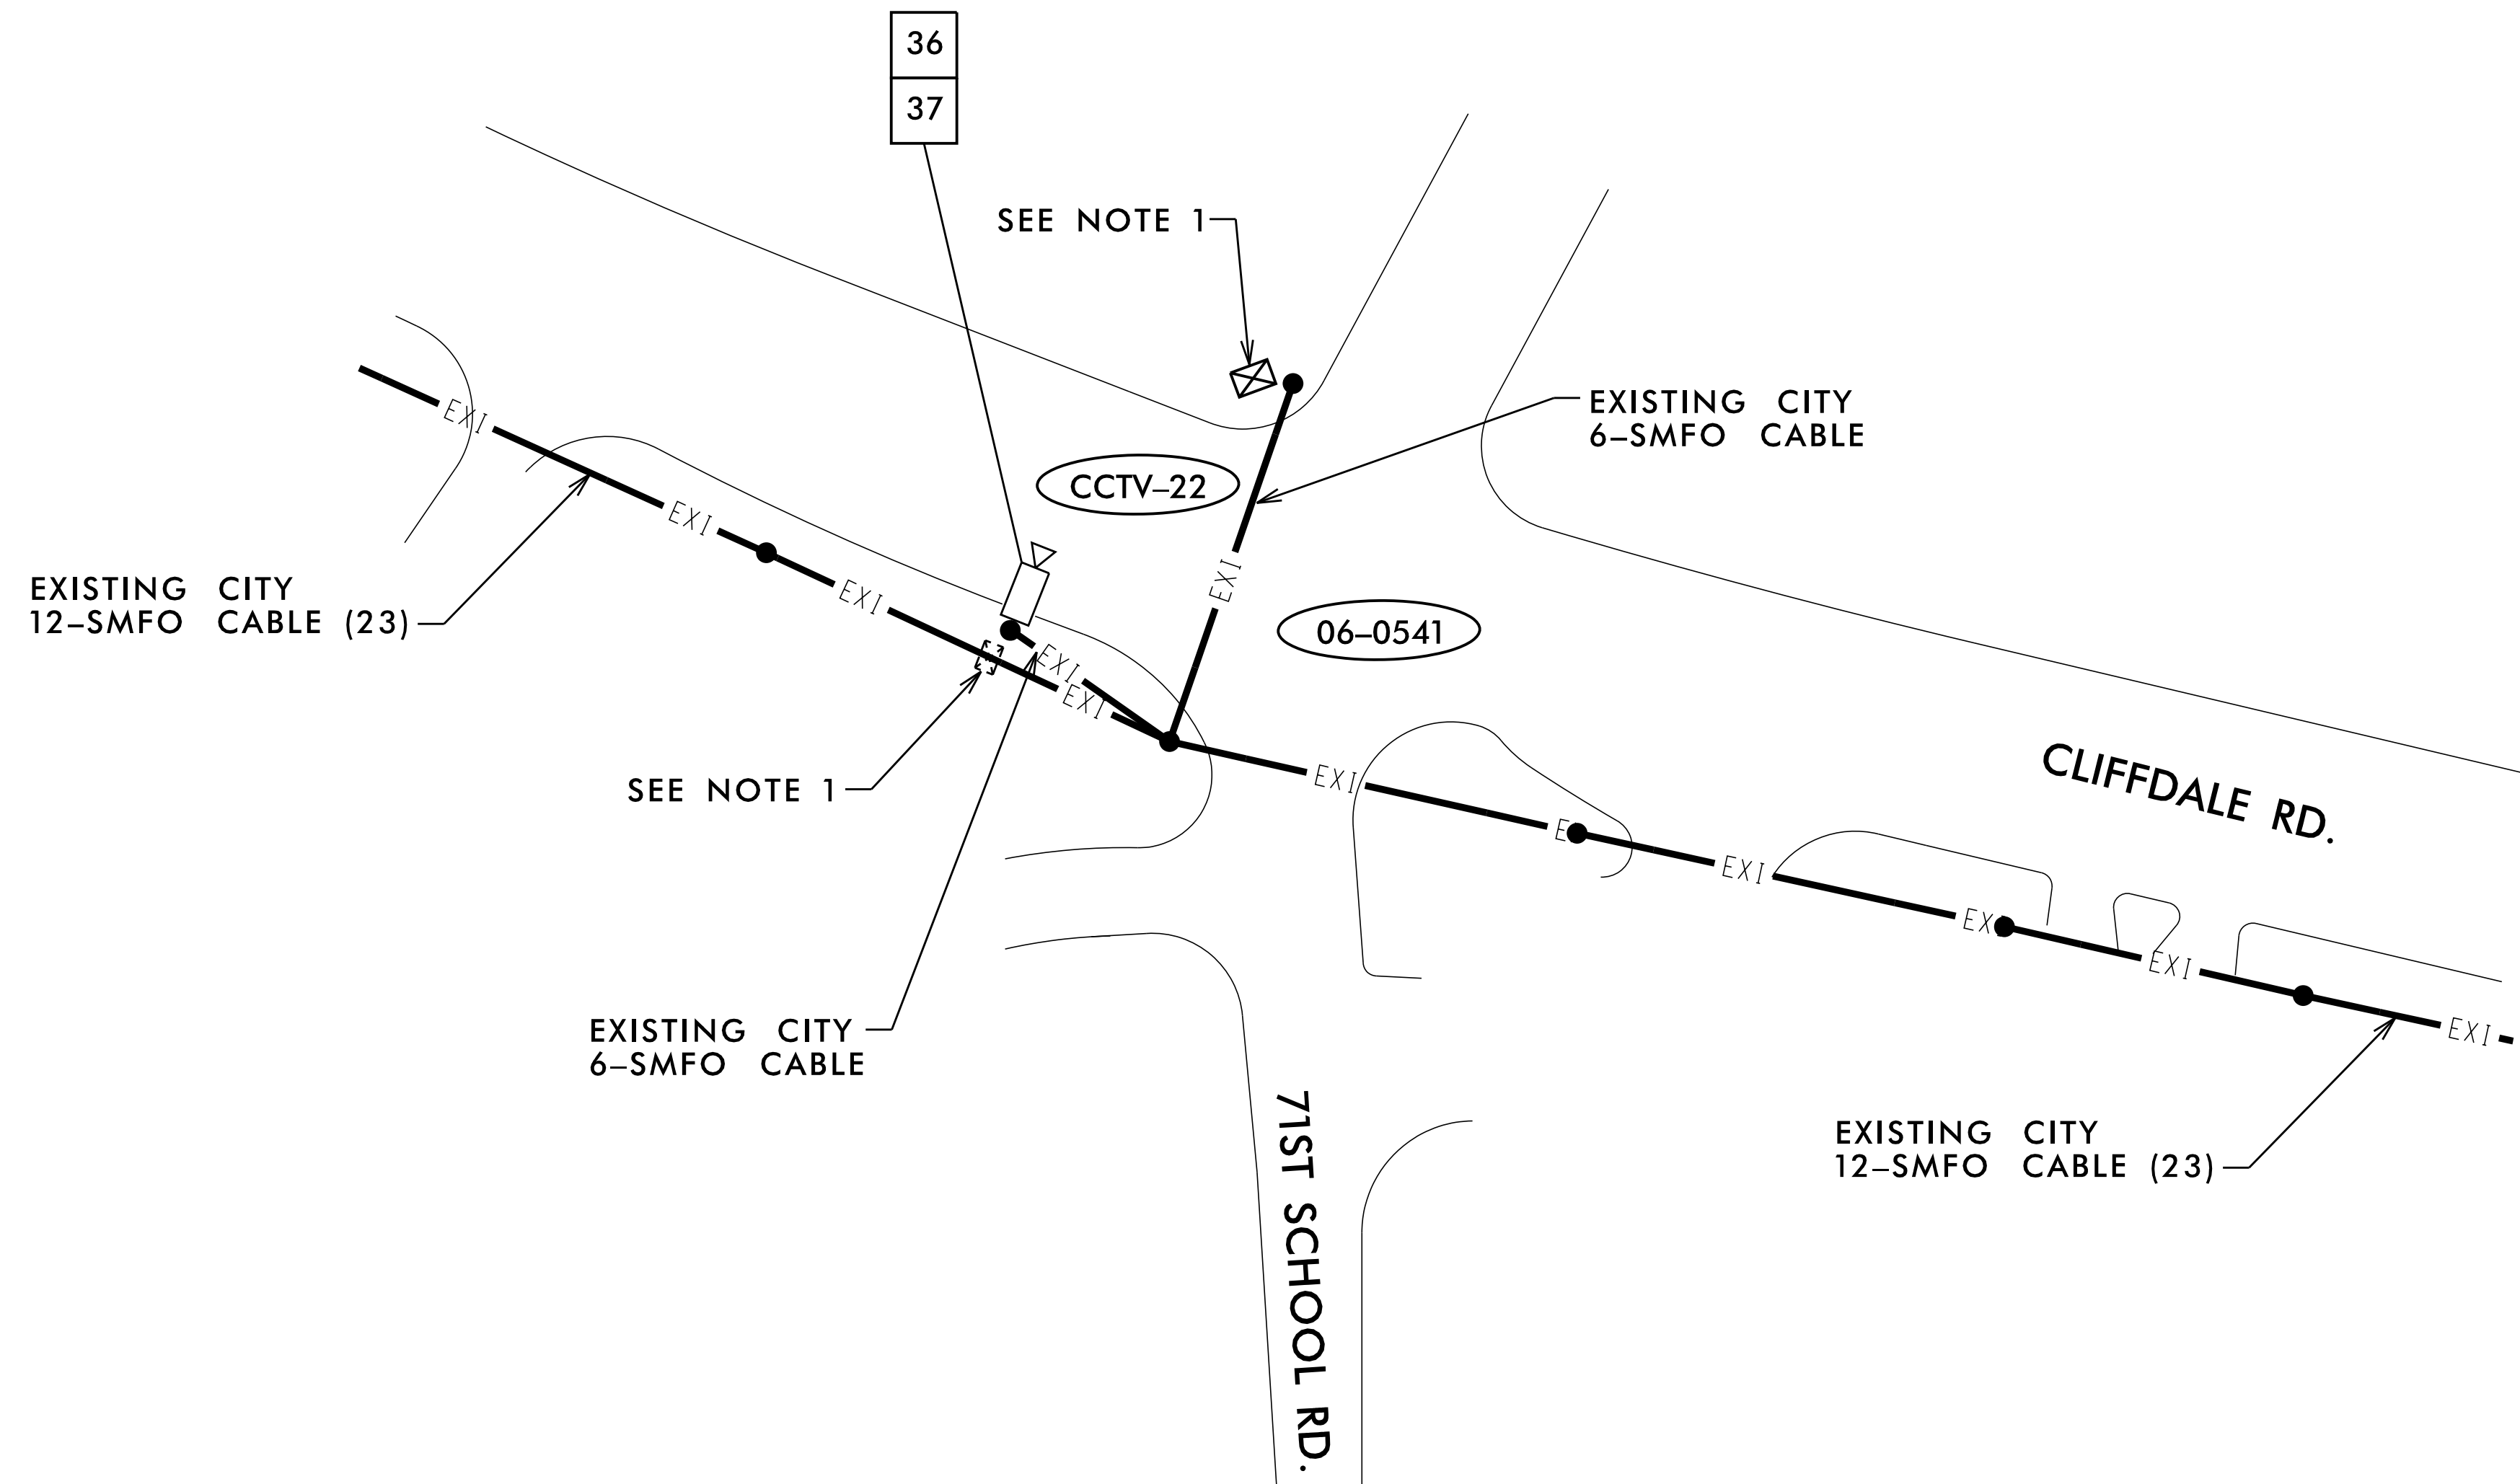 36
37
SEE NOTE 1
EXISTING CITY
6-SMFO CABLE
EXI
CCTV-22
EXI
EXI
EXI
EXISTING CITY
12-SMFO CABLE (23)
06-0541
EXI
EXI
CLIFFDALE RD.
SEE NOTE 1
EXI
E
EXI
EX
EXI
EXI
EXISTING CITY
6-SMFO CABLE
EXISTING CITY
12-SMFO CABLE (23)
71ST SCHOOL RD.